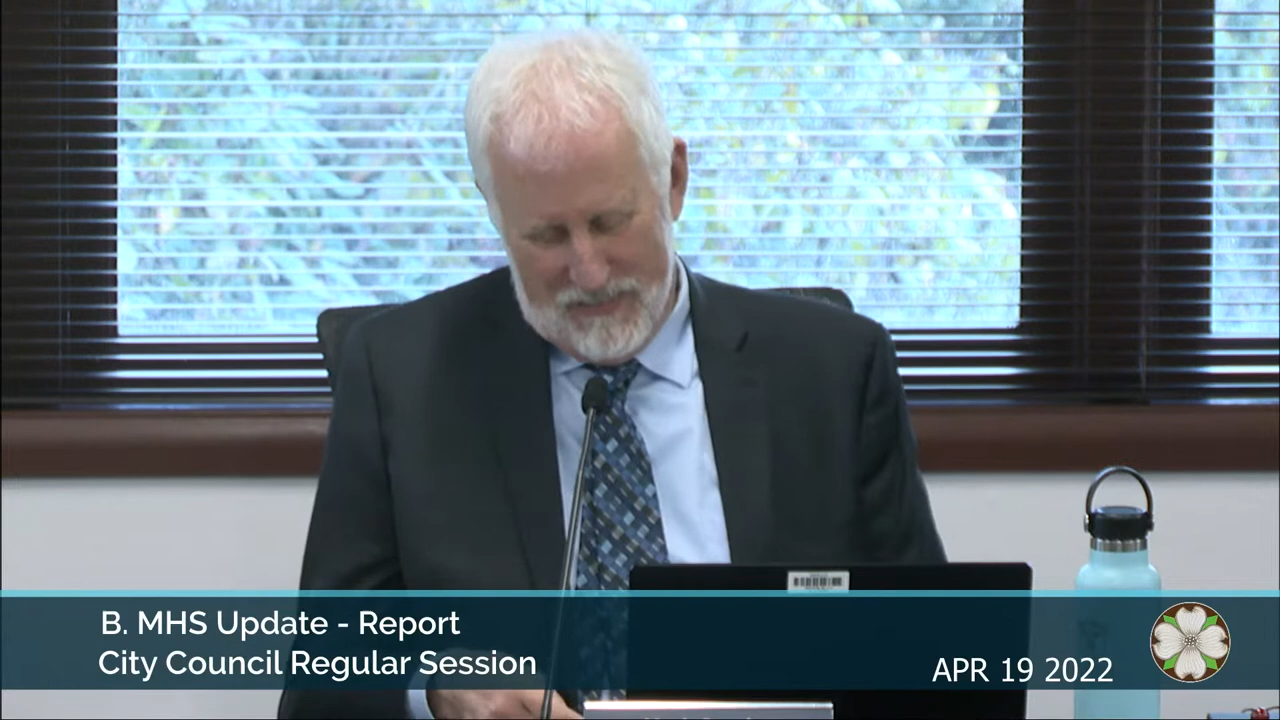 B. MHS Update - Report
City Council Regular Session
APR 19 2022